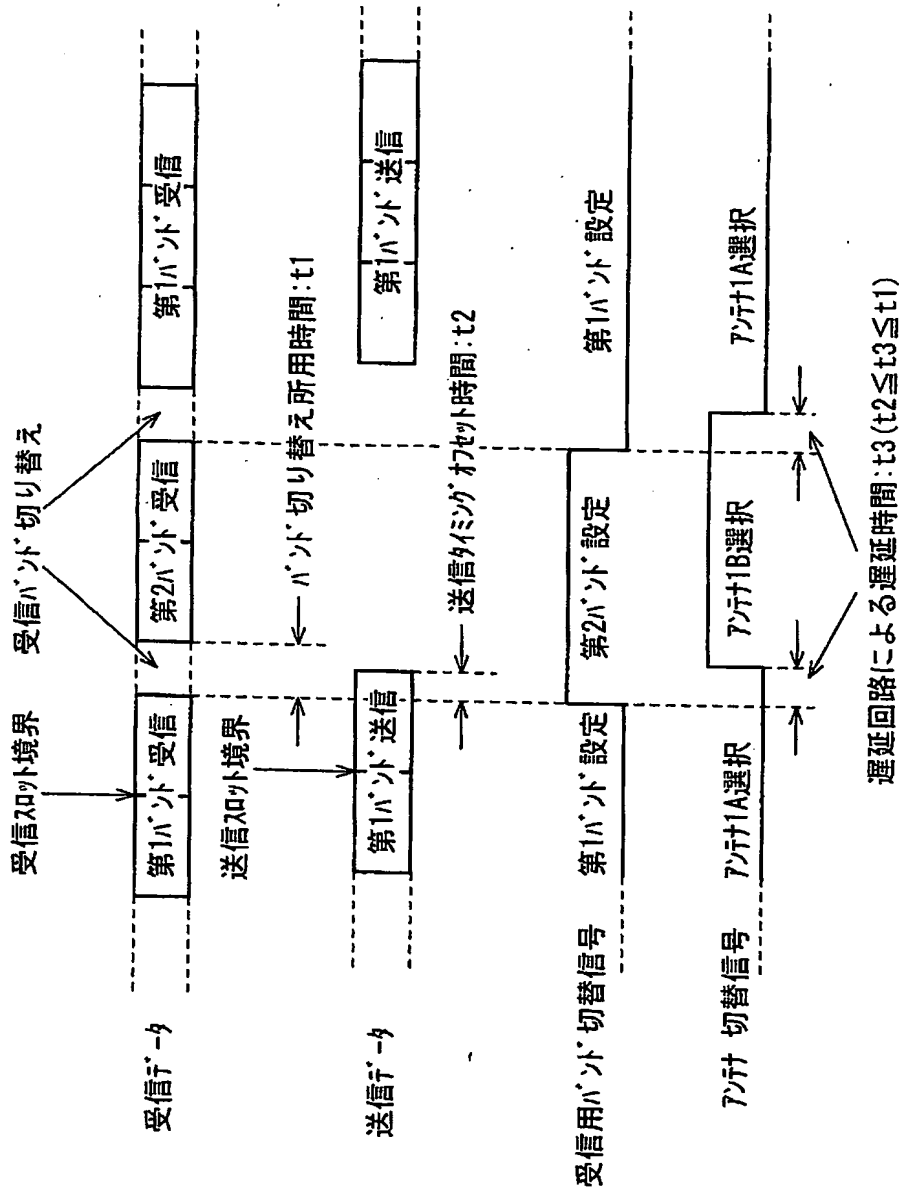 受信スロット境界
受信バンド切り替え
受信データ
第1バンド受信
第2バンド受信
第1バンド受信
バンド切り替え所用時間:t1
送信スロット境界
送信データ
第1バンド送信
第1バンド送信
送信タイミングオフセット時間:t2
受信用バンド切替信号
第1バンド設定
第2バンド設定
第1バンド設定
アンテナ切替信号
アンテナ1A選択
アンテナ1B選択
アンテナ1A選択
遅延回路による遅延時間:t3(t2≦t3≦t1)